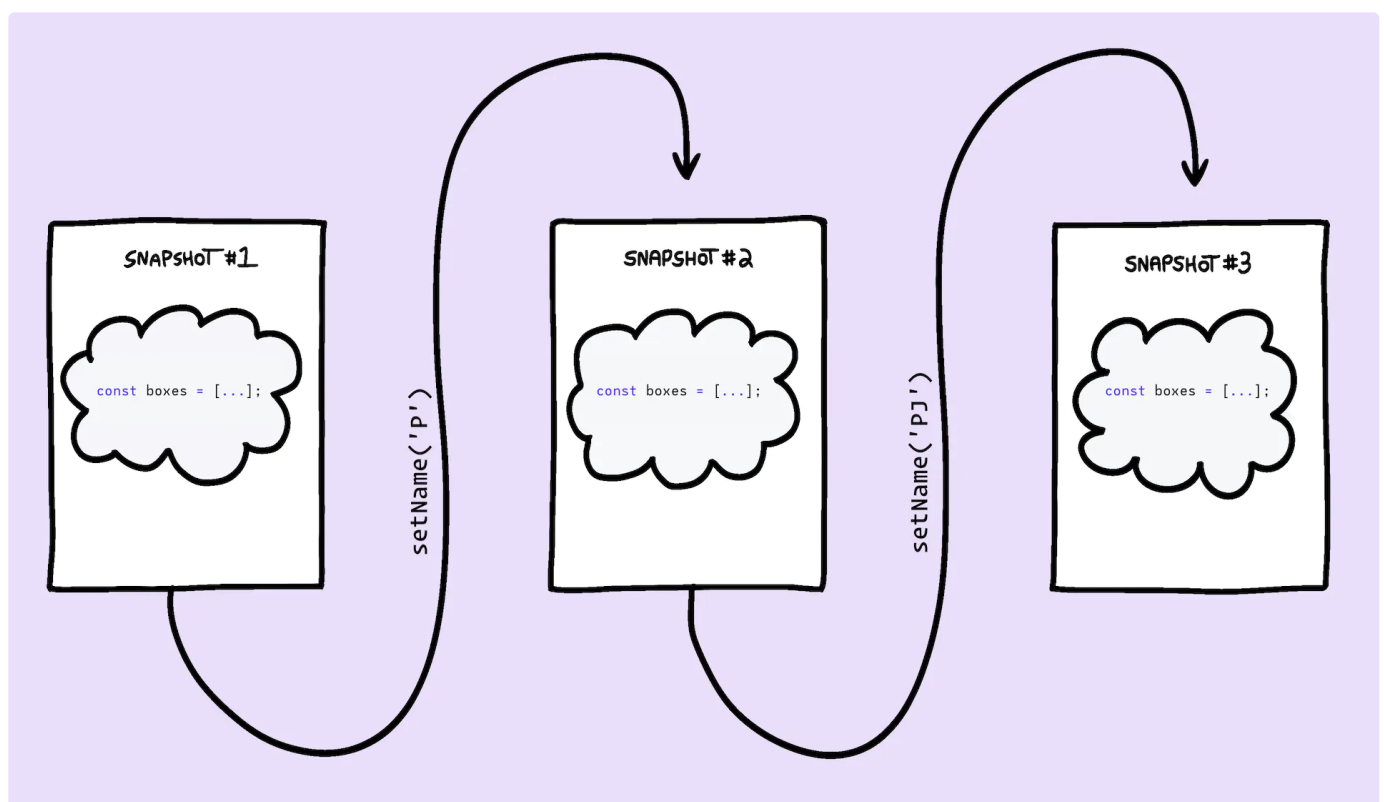 SNAPSHOT #1
const boxes = [...];
setName('P')
SNAPSHOT #2
const boxes = [...];
setName('PJ')
SNAPSHOT #3
const boxes = [...];